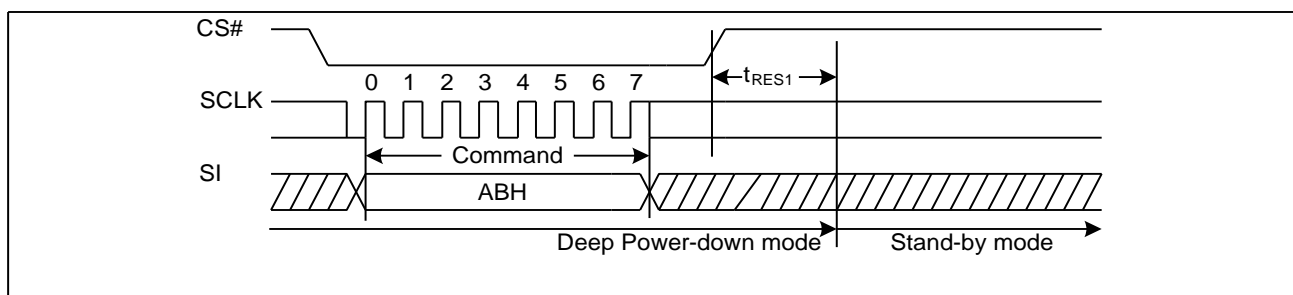 CS#
tRES1
0 1 2 3 4 5 6 7
SCLK
Command
SI
ABH
Deep Power-down mode Stand-by mode